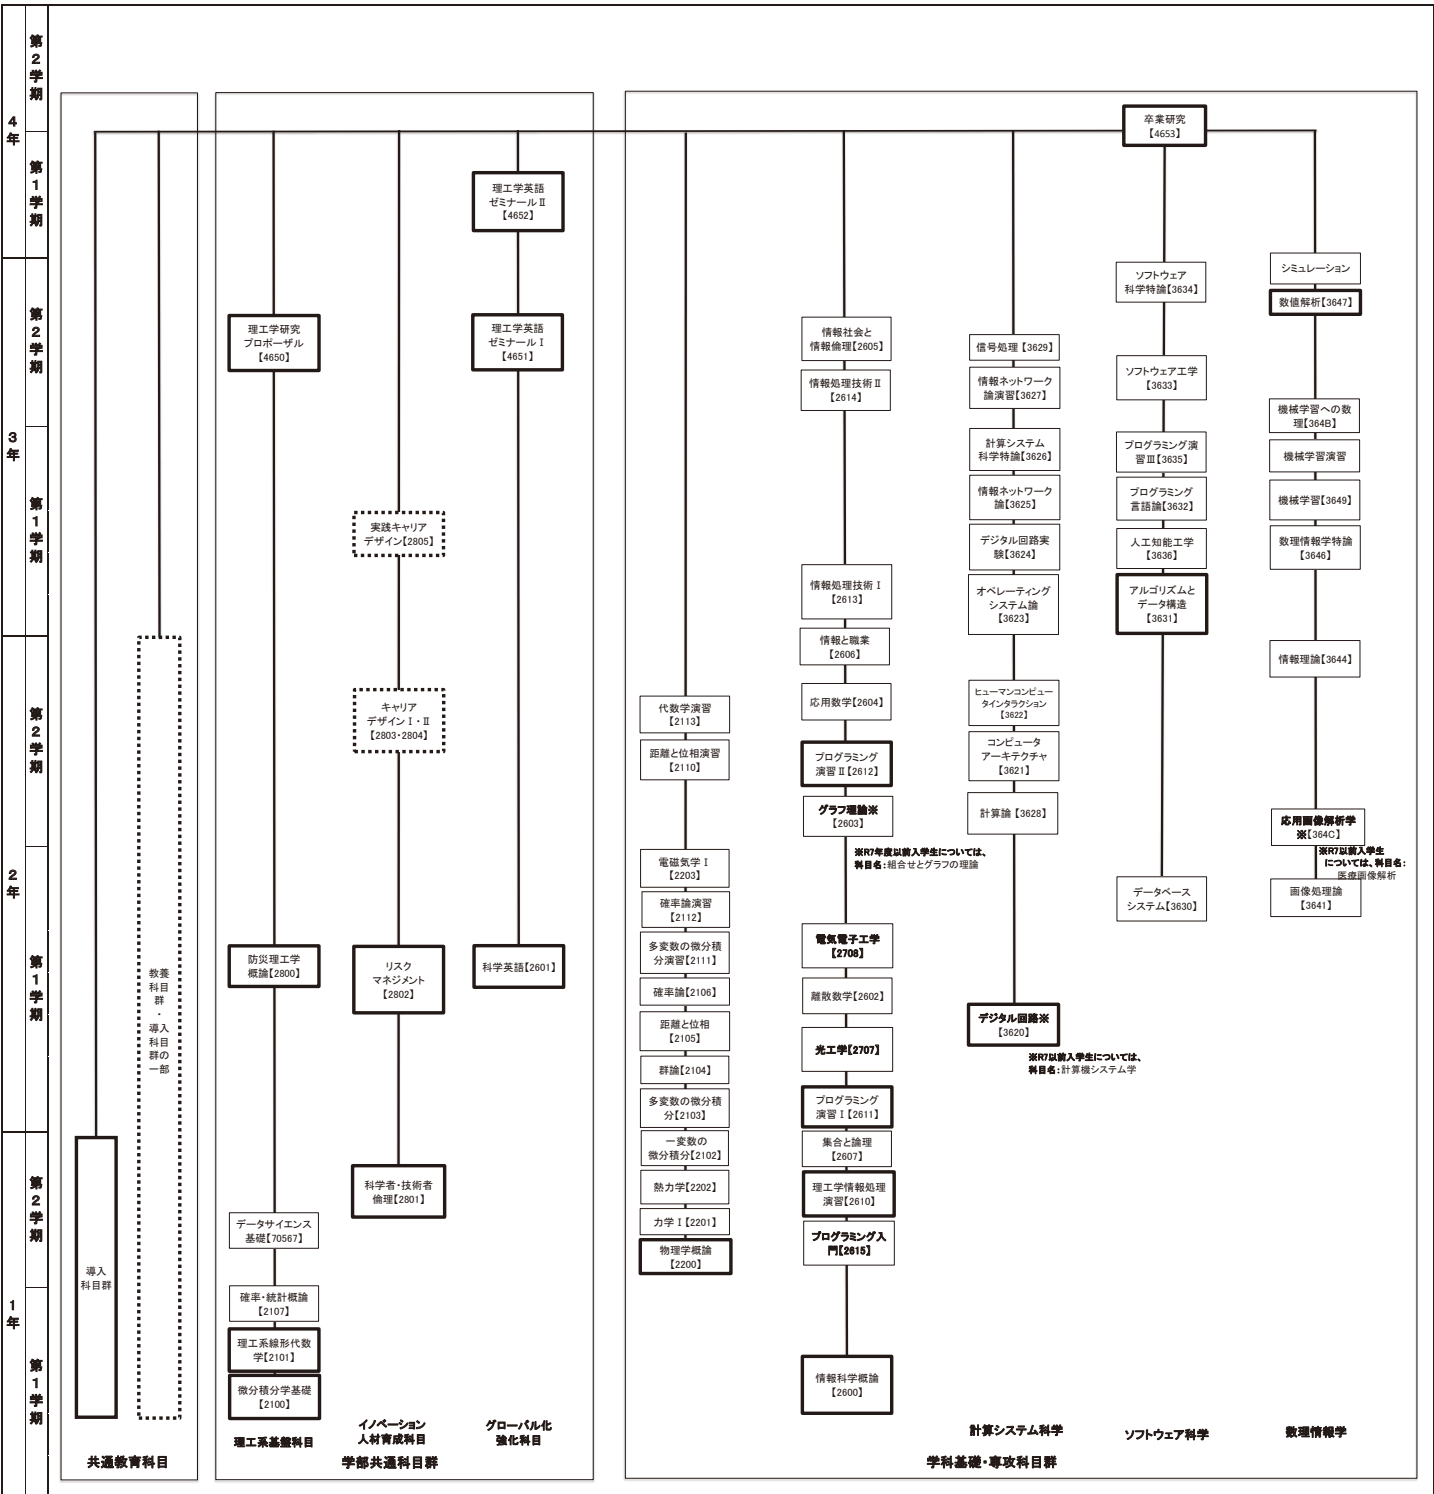 4
年
第
2
学
期
第
1
学
期
3
年
第
2
学
期
第
1
学
期
2
年
第
2
学
期
第
1
学
期
1
年
第
2
学
期
第
1
学
期
導入
科目群
教養
科目
群
・
導入
科目
群の
一部
共通教育科目
理工学研究
プロポーザル
【4650】
防災理工学
概論【2800】
データサイエンス
基礎【70567】
確率・統計概論
【2107】
理工系線形代数
学【2101】
微分積分学基礎
【2100】
理工系基盤科目
実践キャリア
デザイン【2805】
キャリア
デザインⅠ・Ⅱ
【2803・2804】
リスク
マネジメント
【2802】
科学者・技術者
倫理【2801】
イノベーション
人材育成科目
理工学英語
ゼミナールⅡ
【4652】
理工学英語
ゼミナールⅠ
【4651】
科学英語【2601】
グローバル化
強化科目
学部共通科目群
代数学演習
【2113】
距離と位相演習
【2110】
電磁気学Ⅰ
【2203】
確率論演習
【2112】
多変数の微分積
分演習【2111】
確率論【2106】
距離と位相
【2105】
群論【2104】
多変数の微分積
分【2103】
一変数の
微分積分【2102】
熱力学【2202】
力学Ⅰ【2201】
物理学概論
【2200】
情報社会と
情報倫理【2605】
情報処理技術Ⅱ
【2614】
情報処理技術Ⅰ
【2613】
情報と職業
【2606】
応用数学【2604】
プログラミング
演習Ⅱ【2612】
グラフ理論※
【2603】
※R7年度以前入学生については、
科目名：組合せとグラフの理論
電気電子工学
【2708】
離散数学【2602】
光工学【2707】
プログラミング
演習Ⅰ【2611】
集合と論理
【2607】
理工学情報処理
演習【2610】
プログラミング入
門【2615】
情報科学概論
【2600】
信号処理【3629】
情報ネットワーク
論演習【3627】
計算システム
科学特論【3626】
情報ネットワーク
論【3625】
デジタル回路実
験【3624】
オペレーティング
システム論
【3623】
ヒューマンコンピュー
タインタラクション
【3622】
コンピュータ
アーキテクチャ
【3621】
計算論【3628】
デジタル回路※
【3620】
※R7以前入学生については、
科目名：計算機システム学
計算システム科学
卒業研究
【4653】
ソフトウェア
科学特論【3634】
ソフトウェア工学
【3633】
プログラミング演
習Ⅲ【3635】
プログラミング
言語論【3632】
人工知能工学
【3636】
アルゴリズムと
データ構造
【3631】
データベース
システム【3630】
ソフトウェア科学
シミュレーション
数値解析【3647】
機械学習への数
理【364B】
機械学習演習
機械学習【3649】
数理情報学特論
【3646】
情報理論【3644】
応用画像解析学
※【364C】
※R7以前入学生
については、科目名：
医療画像解析
画像処理論
【3641】
数理情報学
学科基礎・専攻科目群